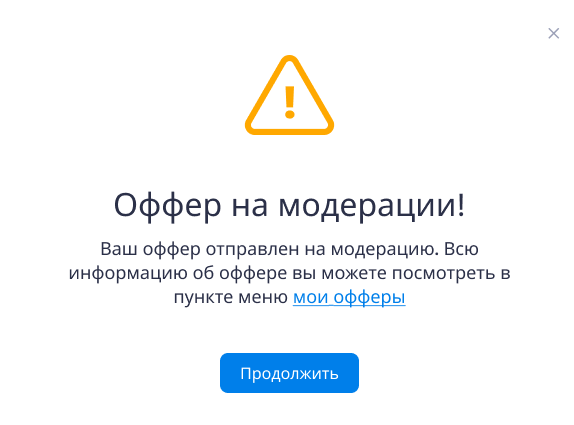 Оффер на модерации!
Ваш оффер отправлен на модерацию. Всю
информацию об оффере вы можете посмотреть в
пункте меню мои офферы
Продолжить